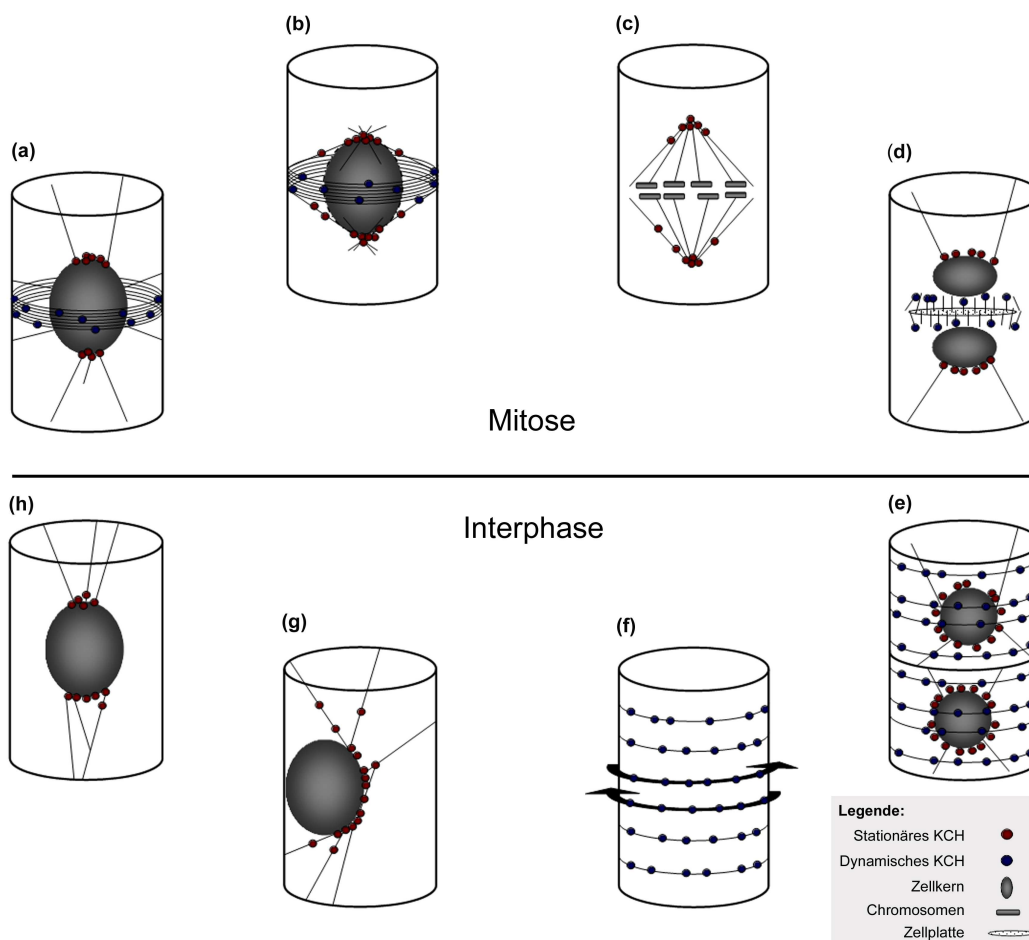 (b)
(c)
(a)
(d)
Mitose
(h)
Interphase
(e)
(g)
(f)
Legende:
Stationäres KCH
Dynamisches KCH
Zellkern
Chromosomen
Zellplatte